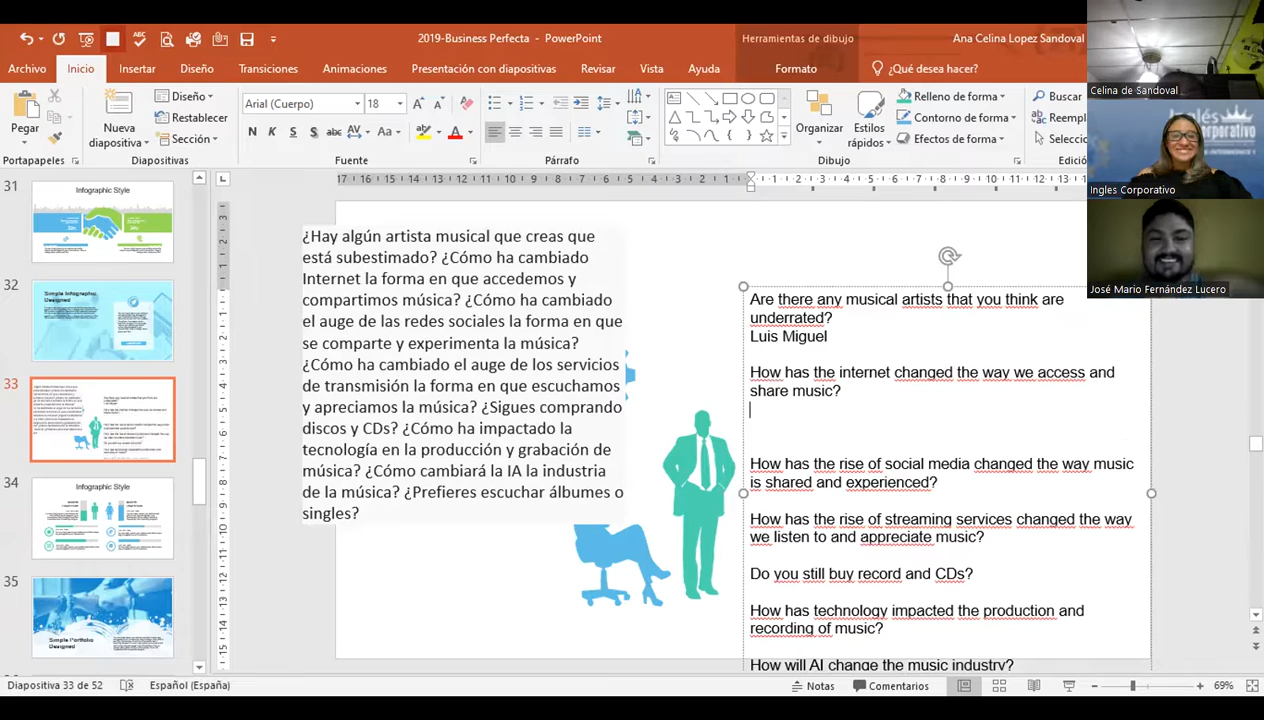 2019-Business Perfecta - PowerPoint
Herramientas de dibujo
Ana Celina Lopez Sandoval
Archivo
Inicio
Insertar
Diseño
Transiciones
Animaciones
Presentación con diapositivas
Revisar
Vista
Ayuda
Formato
¿Qué desea hacer?
Pegar
Nueva
diapositiva
Diseño
Restablecer
Sección
Arial (Cuerpo)
18
N K S S abc AV Aa
Organizar
Estilos
rápidos
Relleno de forma
Contorno de forma
Efectos de forma
Buscar
Reempl
Selecci
Portapapeles
Diapositivas
Fuente
Párrafo
Dibujo
Edició
Celina de Sandoval
Inglés
Corporativo
Ingles Corporativo
José Mario Fernández Lucero
31
Infographic Style
32
Simple Infographic
Designed
33
34
Infographic Style
35
Simple Portfolio
Designed
¿Hay algún artista musical que creas que
está subestimado? ¿Cómo ha cambiado
Internet la forma en que accedemos y
compartimos música? ¿Cómo ha cambiado
el auge de las redes sociales la forma en que
se comparte y experimenta la música?
¿Cómo ha cambiado el auge de los servicios
de transmisión la forma en que escuchamos
y apreciamos la música? ¿Sigues comprando
discos y CDs? ¿Cómo ha impactado la
tecnología en la producción y grabación de
música? ¿Cómo cambiará la IA la industria
de la música? ¿Prefieres escuchar álbumes o
singles?
Are there any musical artists that you think are
underrated?
Luis Miguel
How has the internet changed the way we access and
share music?
How has the rise of social media changed the way music
is shared and experienced?
How has the rise of streaming services changed the way
we listen to and appreciate music?
Do you still buy record and CDs?
How has technology impacted the production and
recording of music?
How will AI change the music industry?
Diapositiva 33 de 52
Español (España)
Notas
Comentarios
69%